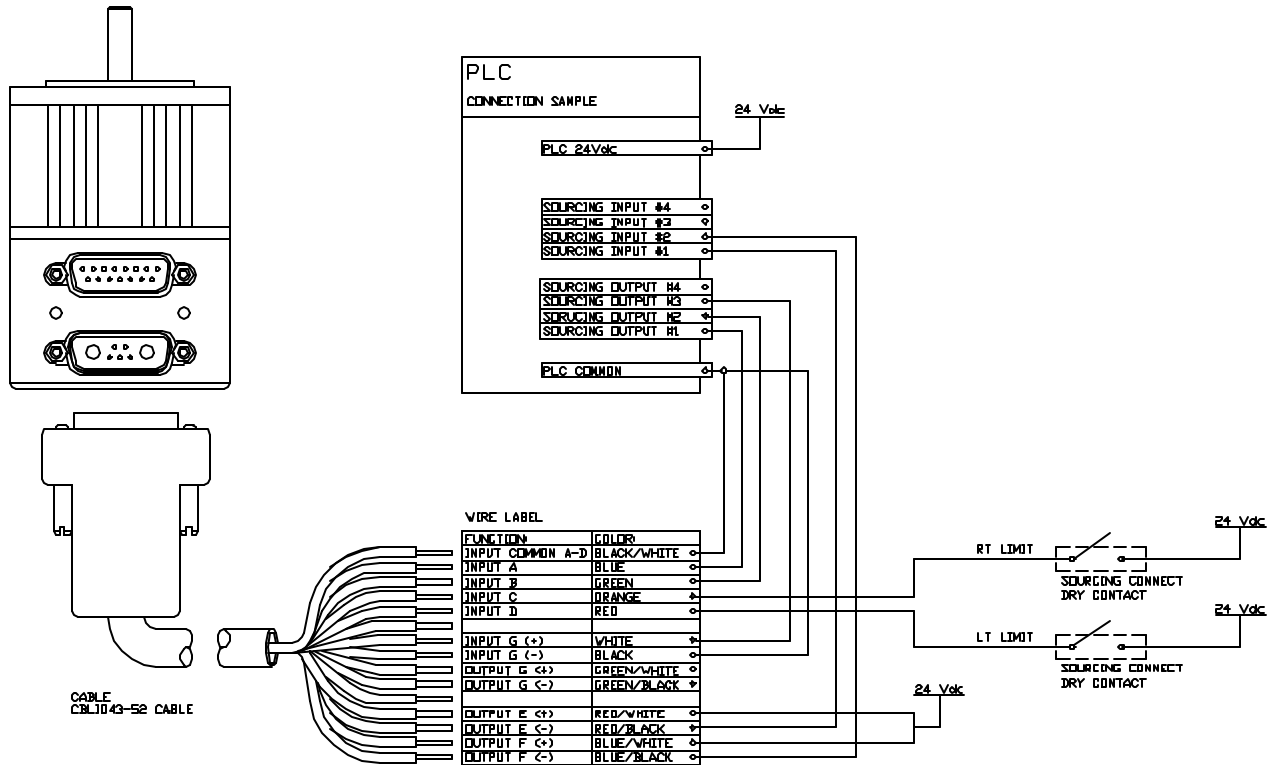 PLC
CONNECTION SAMPLE
24 Vdc
PLC 24Vdc
SOURCING INPUT #4
SOURCING INPUT #3
SOURCING INPUT #2
SOURCING INPUT #1
SOURCING OUTPUT #4
SOURCING OUTPUT #3
SORUCING OUTPUT #2
SOURCING OUTPUT #1
PLC COMMON
WIRE LABEL
FUNCTION COLOR
INPUT COMMON A-D BLACK/WHITE
INPUT A BLUE
INPUT B GREEN
INPUT C ORANGE
INPUT D RED
INPUT G (+) WHITE
INPUT G (-) BLACK
OUTPUT G (+) GREEN/WHITE
OUTPUT G (-) GREEN/BLACK
OUTPUT E (+) RED/WHITE
OUTPUT E (-) RED/BLACK
OUTPUT F (+) BLUE/WHITE
OUTPUT F (-) BLUE/BLACK
24 Vdc
RT LIMIT
SOURCING CONNECT
DRY CONTACT
24 Vdc
LT LIMIT
SOURCING CONNECT
DRY CONTACT
24 Vdc
CABLE
CBL1043-52 CABLE